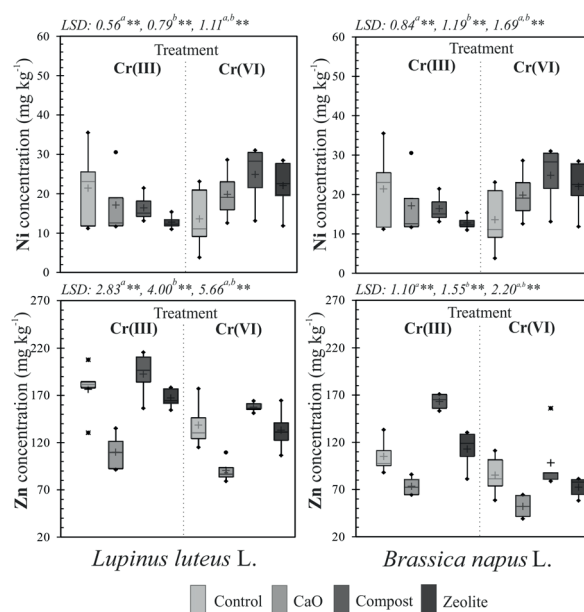 LSD: 0.56ᵃ**, 0.79ᵇ**, 1.11ᵃ,ᵇ**
Ni concentration (mg kg⁻¹)
60
50
40
30
20
10
0
Treatment
Cr(III) Cr(VI)
LSD: 0.84ᵃ**, 1.19ᵇ**, 1.69ᵃ,ᵇ**
Ni concentration (mg kg⁻¹)
60
50
40
30
20
10
0
Treatment
Cr(III) Cr(VI)
LSD: 2.83ᵃ**, 4.00ᵇ**, 5.66ᵃ,ᵇ**
Zn concentration (mg kg⁻¹)
270
220
170
120
70
20
Treatment
Cr(III) Cr(VI)
LSD: 1.10ᵃ**, 1.55ᵇ**, 2.20ᵃ,ᵇ**
Zn concentration (mg kg⁻¹)
270
220
170
120
70
20
Treatment
Cr(III) Cr(VI)
Lupinus luteus L.
Brassica napus L.
Control CaO Compost Zeolite